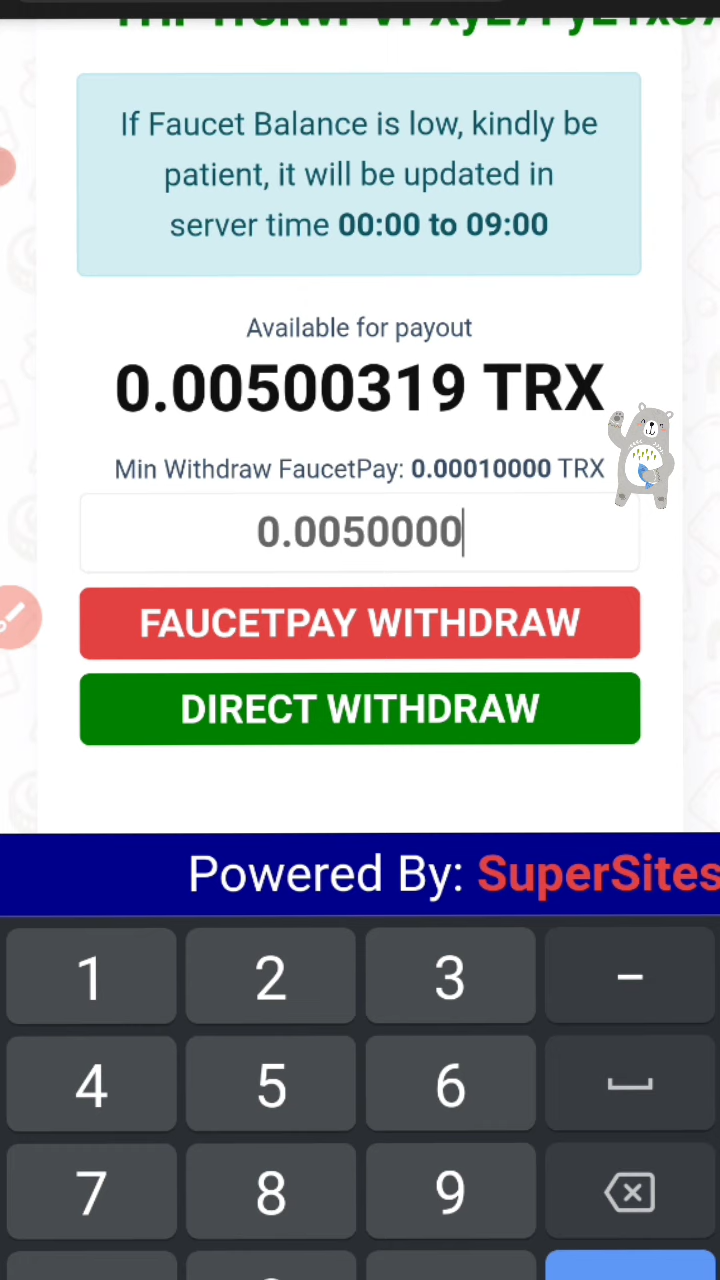 If Faucet Balance is low, kindly be
patient, it will be updated in
server time 00:00 to 09:00
Available for payout
0.00500319 TRX
Min Withdraw FaucetPay: 0.00010000 TRX
0.0050000
FAUCETPAY WITHDRAW
DIRECT WITHDRAW
Powered By: SuperSites
1 2 3 -
4 5 6
7 8 9